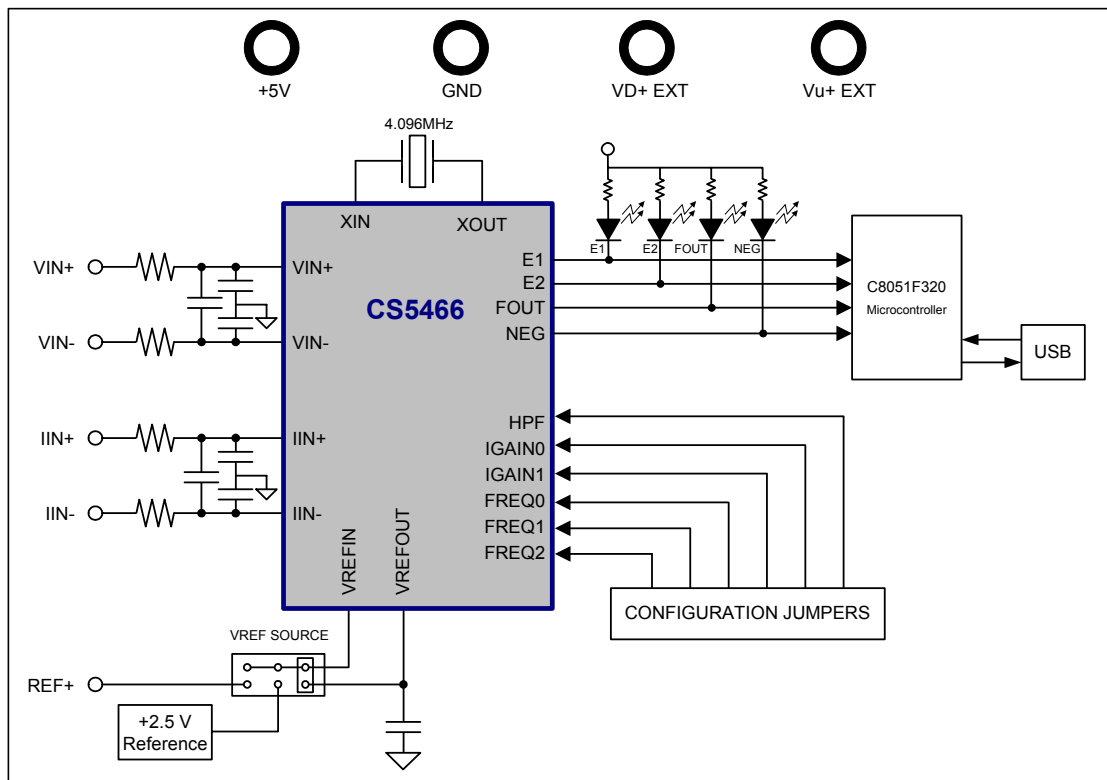 +5V
GND
VD+ EXT
Vu+ EXT
4.096MHz
XIN
XOUT
E1
E2
FOUT
NEG
VIN+
VIN+
E1
E2
FOUT
NEG
CS5466
C8051F320
Microcontroller
VIN-
VIN-
USB
IIN+
IIN+
HPF
IGAIN0
IGAIN1
FREQ0
FREQ1
FREQ2
IIN-
IIN-
VREFIN
VREFOUT
CONFIGURATION JUMPERS
VREF SOURCE
REF+
+2.5 V
Reference